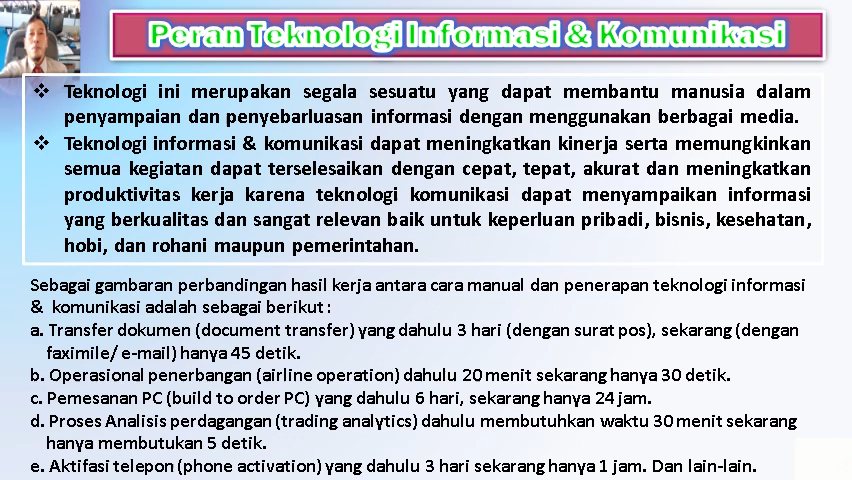 Peran Teknologi Informasi & Komunikasi
❖ Teknologi ini merupakan segala sesuatu yang dapat membantu manusia dalam
penyampaian dan penyebarluasan informasi dengan menggunakan berbagai media.
❖ Teknologi informasi & komunikasi dapat meningkatkan kinerja serta memungkinkan
semua kegiatan dapat terselesaikan dengan cepat, tepat, akurat dan meningkatkan
produktivitas kerja karena teknologi komunikasi dapat menyampaikan informasi
yang berkualitas dan sangat relevan baik untuk keperluan pribadi, bisnis, kesehatan,
hobi, dan rohani maupun pemerintahan.
Sebagai gambaran perbandingan hasil kerja antara cara manual dan penerapan teknologi informasi
& komunikasi adalah sebagai berikut :
a. Transfer dokumen (document transfer) yang dahulu 3 hari (dengan surat pos), sekarang (dengan
faximile/ e-mail) hanya 45 detik.
b. Operasional penerbangan (airline operation) dahulu 20 menit sekarang hanya 30 detik.
c. Pemesanan PC (build to order PC) yang dahulu 6 hari, sekarang hanya 24 jam.
d. Proses Analisis perdagangan (trading analytics) dahulu membutuhkan waktu 30 menit sekarang
hanya membutukan 5 detik.
e. Aktifasi telepon (phone activation) yang dahulu 3 hari sekarang hanya 1 jam. Dan lain-lain.